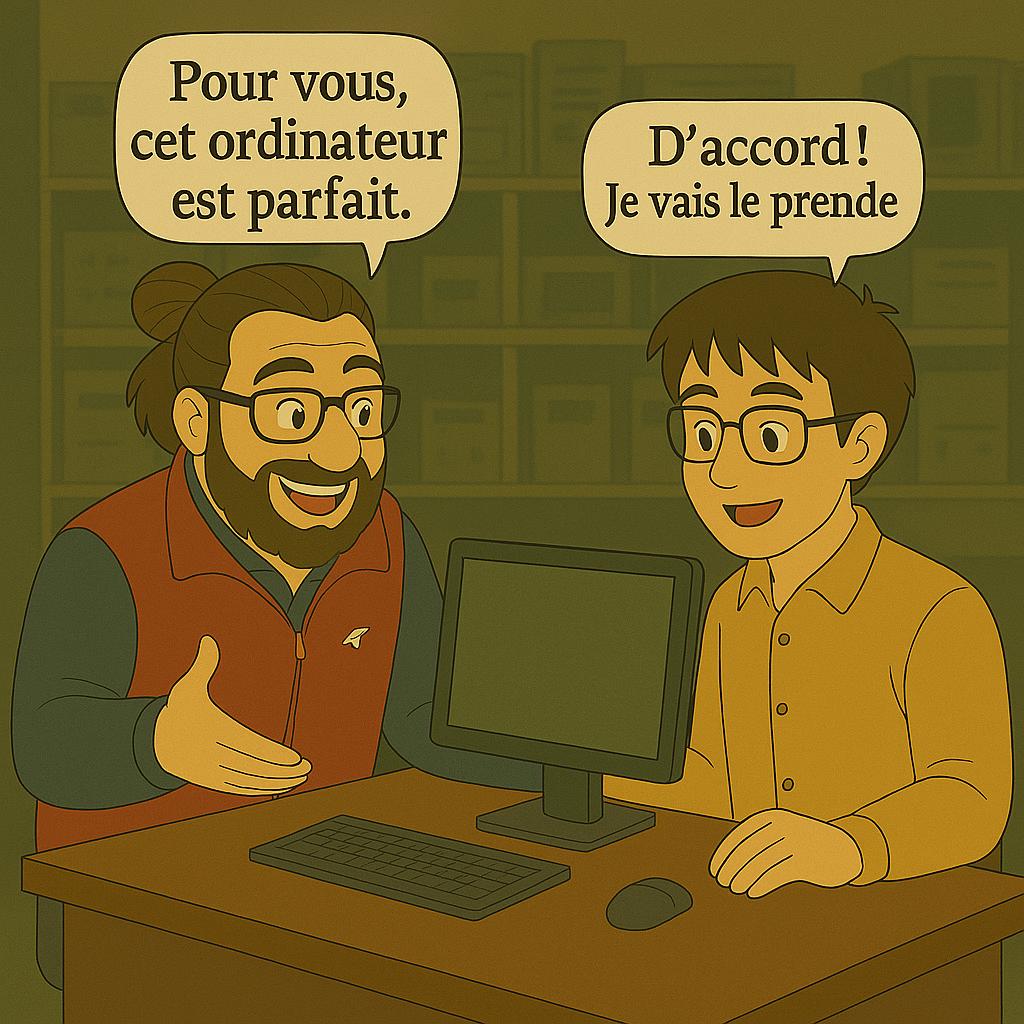 Pour vous,
cet ordinateur
est parfait.
D'accord!
Je vais le prende